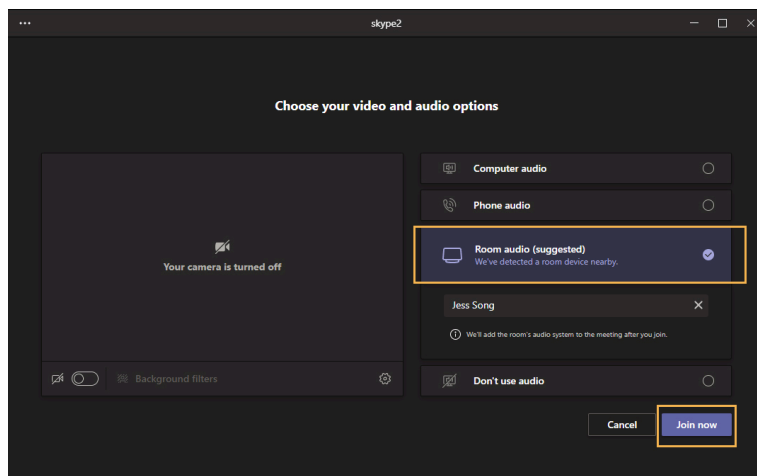 skype2
Choose your video and audio options
Your camera is turned off
Background filters
Computer audio
Phone audio
Room audio (suggested)
We've detected a room device nearby.
Jess Song
We'll add the room's audio system to the meeting after you join.
Don't use audio
Cancel
Join now